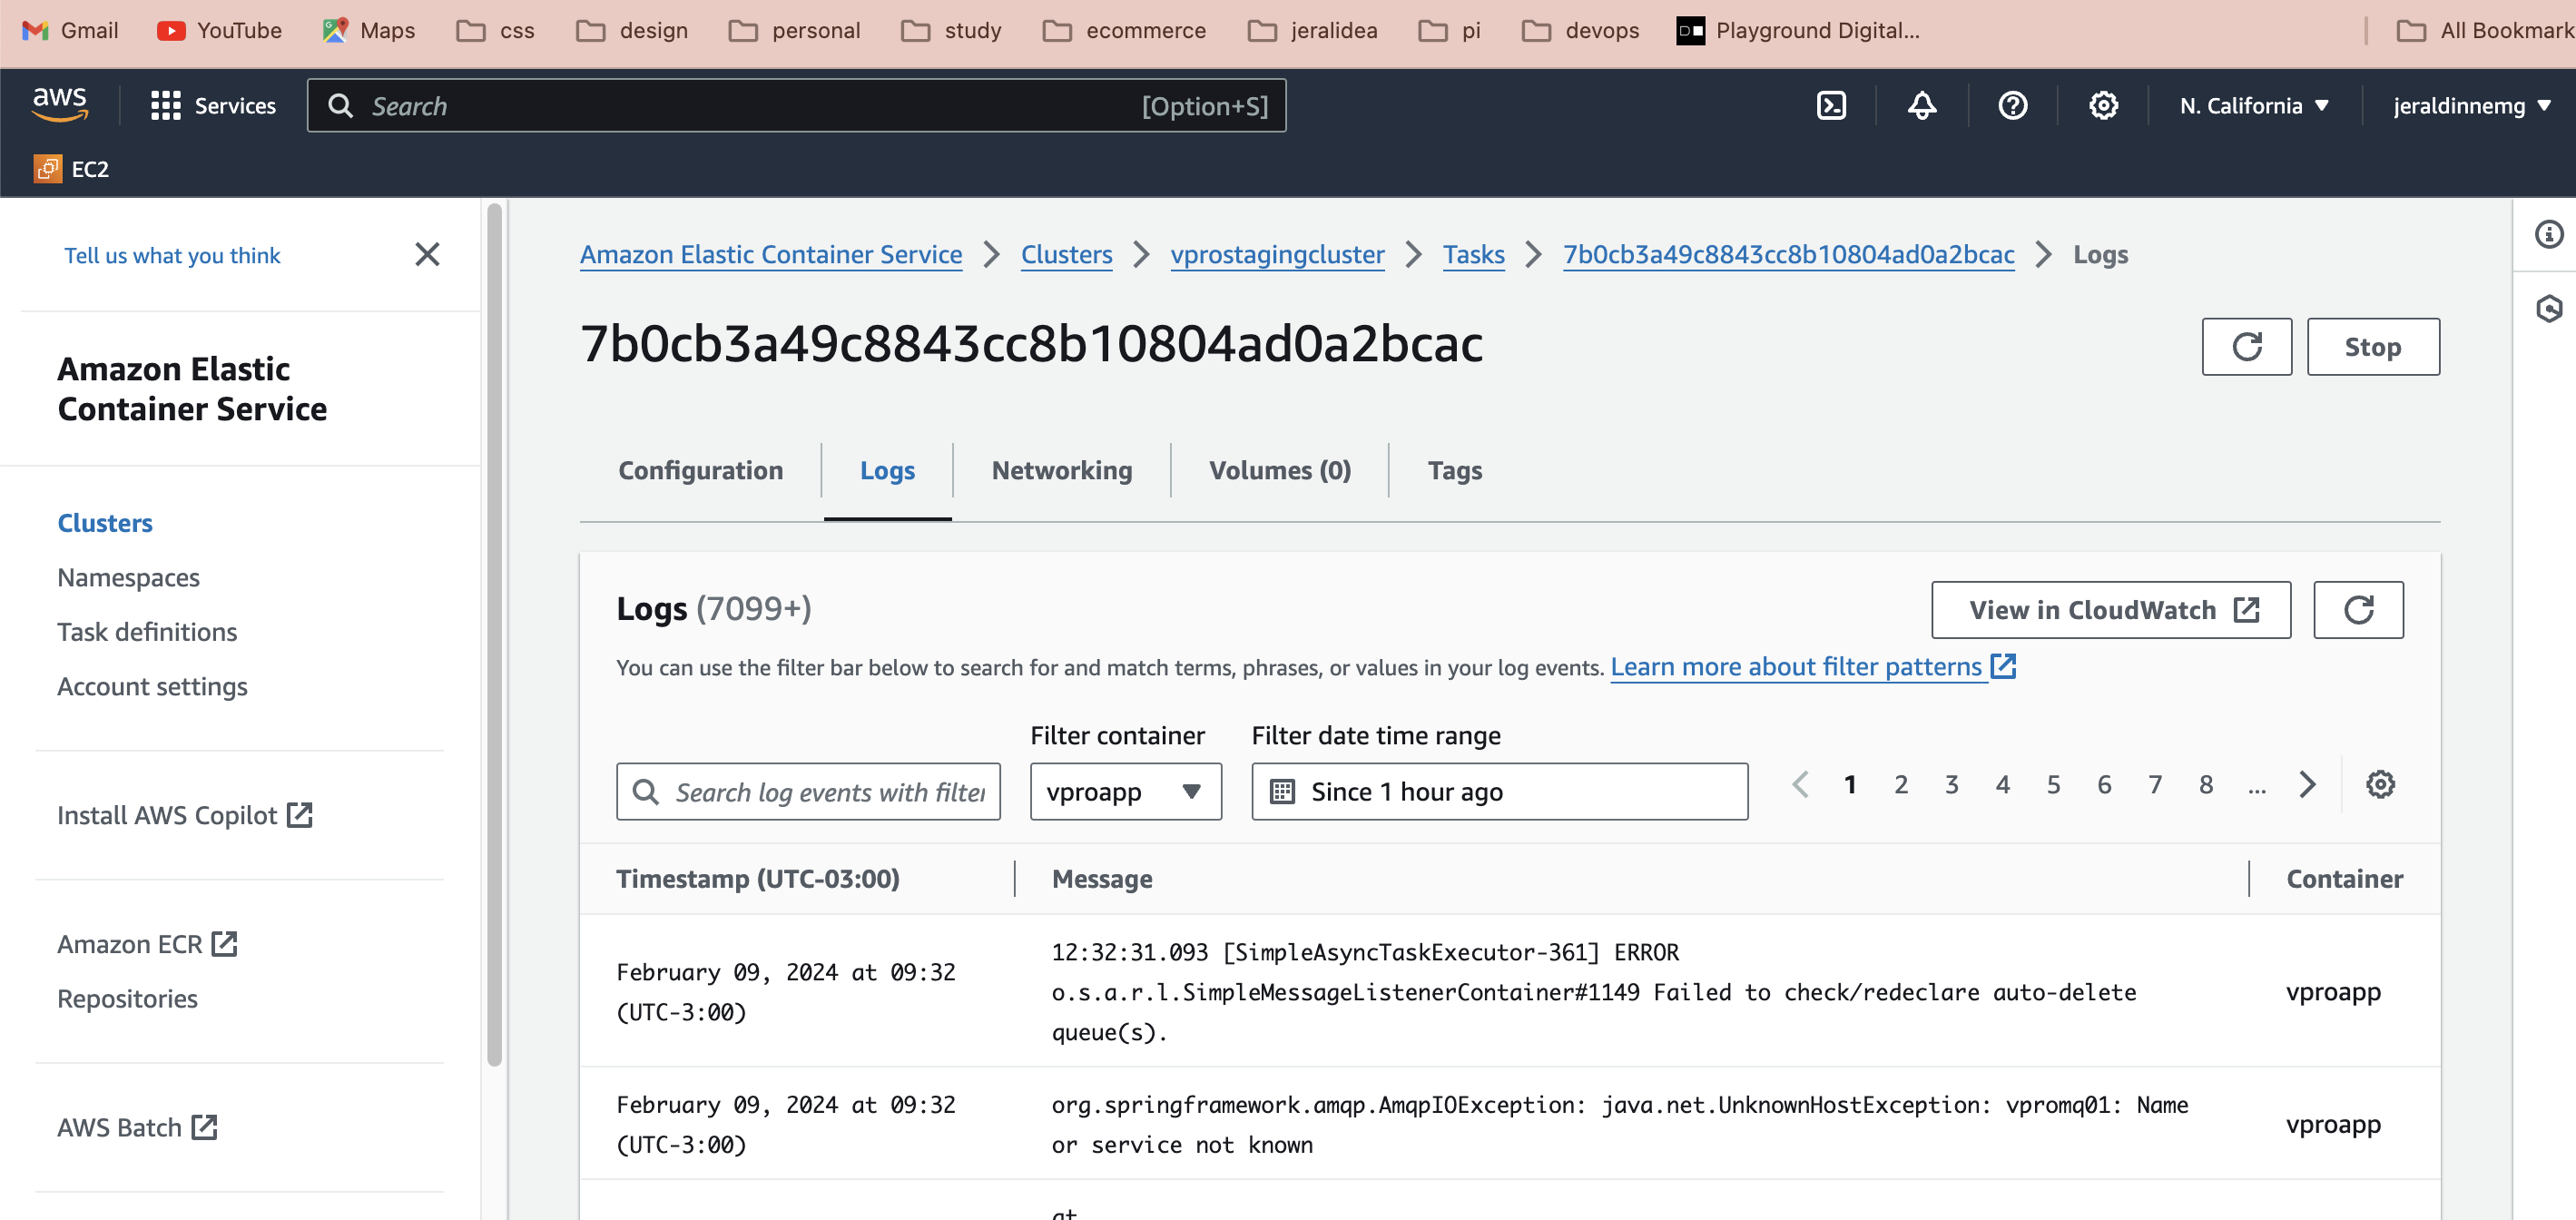 Gmail YouTube Maps css design personal study ecommerce jeralidea pi devops Playground Digital... All Bookmark
aws Services Search [Option+S] N. California jeraldinnemg
EC2
Tell us what you think
Amazon Elastic Container Service
Clusters
Namespaces
Task definitions
Account settings
Install AWS Copilot
Amazon ECR
Repositories
AWS Batch
Amazon Elastic Container Service > Clusters > vprostagingcluster > Tasks > 7b0cb3a49c8843cc8b10804ad0a2bcac > Logs
7b0cb3a49c8843cc8b10804ad0a2bcac
Stop
Configuration Logs Networking Volumes (0) Tags
Logs (7099+)
View in CloudWatch
You can use the filter bar below to search for and match terms, phrases, or values in your log events. Learn more about filter patterns
Filter container Filter date time range
Search log events with filter vproapp Since 1 hour ago 1 2 3 4 5 6 7 8 ...
Timestamp (UTC-03:00) Message Container
February 09, 2024 at 09:32
(UTC-3:00)
12:32:31.093 [SimpleAsyncTaskExecutor-361] ERROR
o.s.a.r.l.SimpleMessageListenerContainer#1149 Failed to check/redeclare auto-delete
queue(s).
vproapp
February 09, 2024 at 09:32
(UTC-3:00)
org.springframework.amqp.AmqpIOException: java.net.UnknownHostException: vpromq01: Name
or service not known
vproapp
at